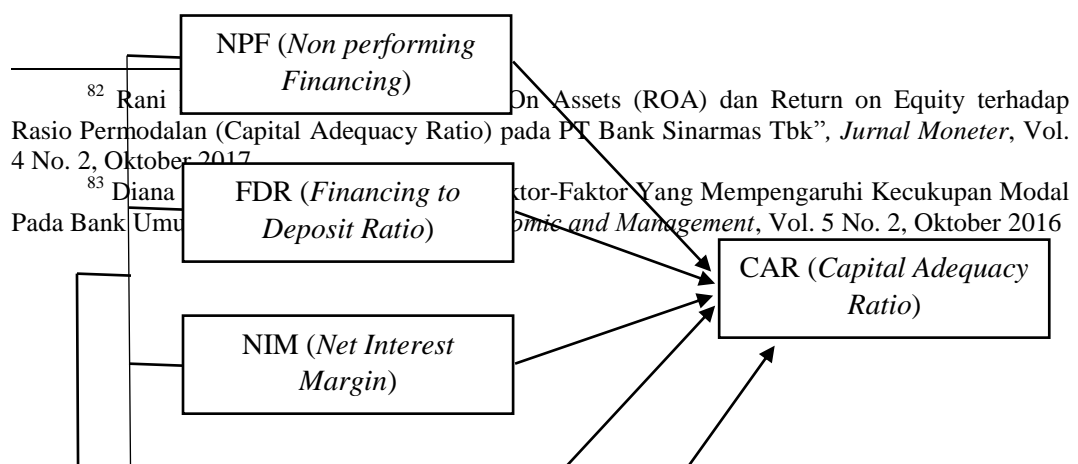 NPF (Non performing
Financing)
82 Rani On Assets (ROA) dan Return on Equity terhadap
Rasio Permodalan (Capital Adequacy Ratio) pada PT Bank Sinarmas Tbk”, Jurnal Moneter, Vol.
4 No. 2, Oktober 2017
83 Diana ktor-Faktor Yang Mempengaruhi Kecukupan Modal
Pada Bank Umu omic and Management, Vol. 5 No. 2, Oktober 2016
FDR (Financing to
Deposit Ratio)
CAR (Capital Adequacy
Ratio)
NIM (Net Interest
Margin)